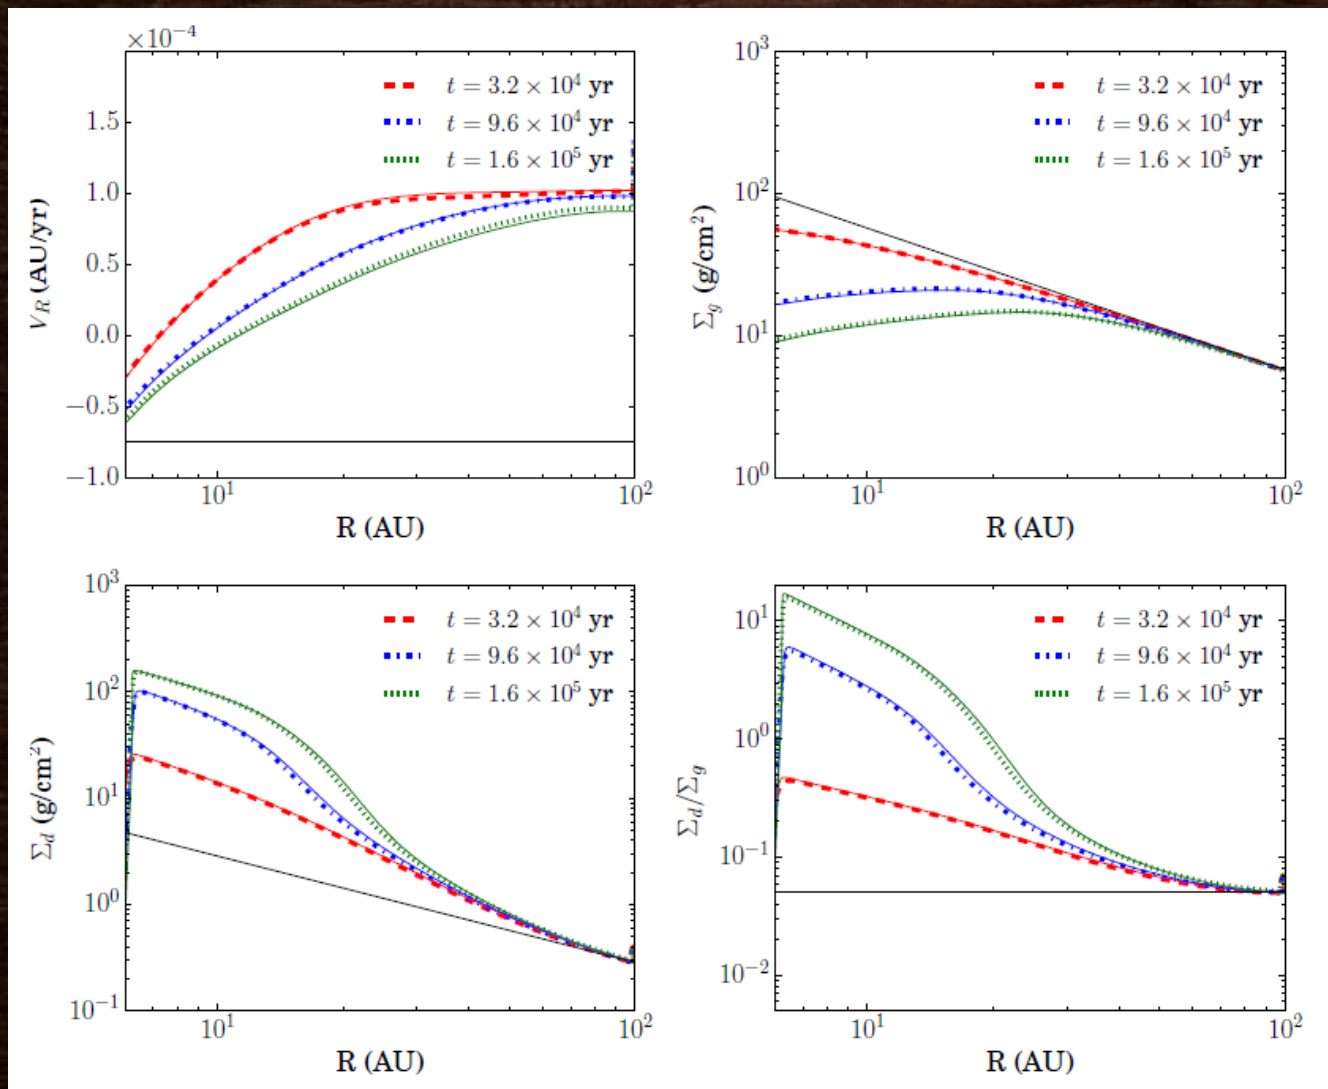 ×10⁻⁴
1.5
1.0
0.5
0.0
−0.5
−1.0
V_R (AU/yr)
t = 3.2 × 10⁴ yr
t = 9.6 × 10⁴ yr
t = 1.6 × 10⁵ yr
10¹
10²
R (AU)
10³
10²
10¹
10⁰
Σ_g (g/cm²)
t = 3.2 × 10⁴ yr
t = 9.6 × 10⁴ yr
t = 1.6 × 10⁵ yr
10¹
10²
R (AU)
10³
10²
10¹
10⁰
10⁻¹
Σ_d (g/cm²)
t = 3.2 × 10⁴ yr
t = 9.6 × 10⁴ yr
t = 1.6 × 10⁵ yr
10¹
10²
R (AU)
10¹
10⁰
10⁻¹
10⁻²
Σ_d/Σ_g
t = 3.2 × 10⁴ yr
t = 9.6 × 10⁴ yr
t = 1.6 × 10⁵ yr
10¹
10²
R (AU)